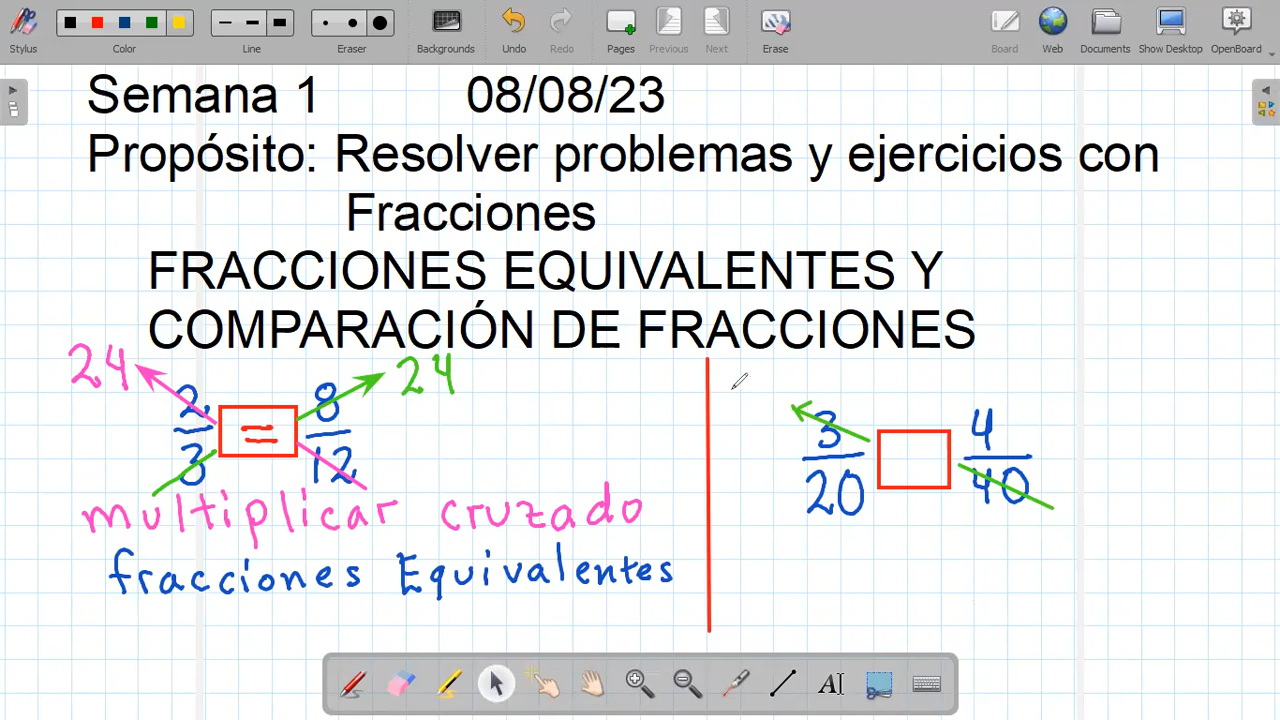 Stylus Color Line Eraser Backgrounds Undo Redo Pages Previous Next Erase Board Web Documents Show Desktop OpenBoard
Semana 1 08/08/23
Propósito: Resolver problemas y ejercicios con
Fracciones
FRACCIONES EQUIVALENTES Y
COMPARACIÓN DE FRACCIONES
24 2/3 = 8/12 24
3/20 4/40
multiplicar cruzado
fracciones Equivalentes
AI